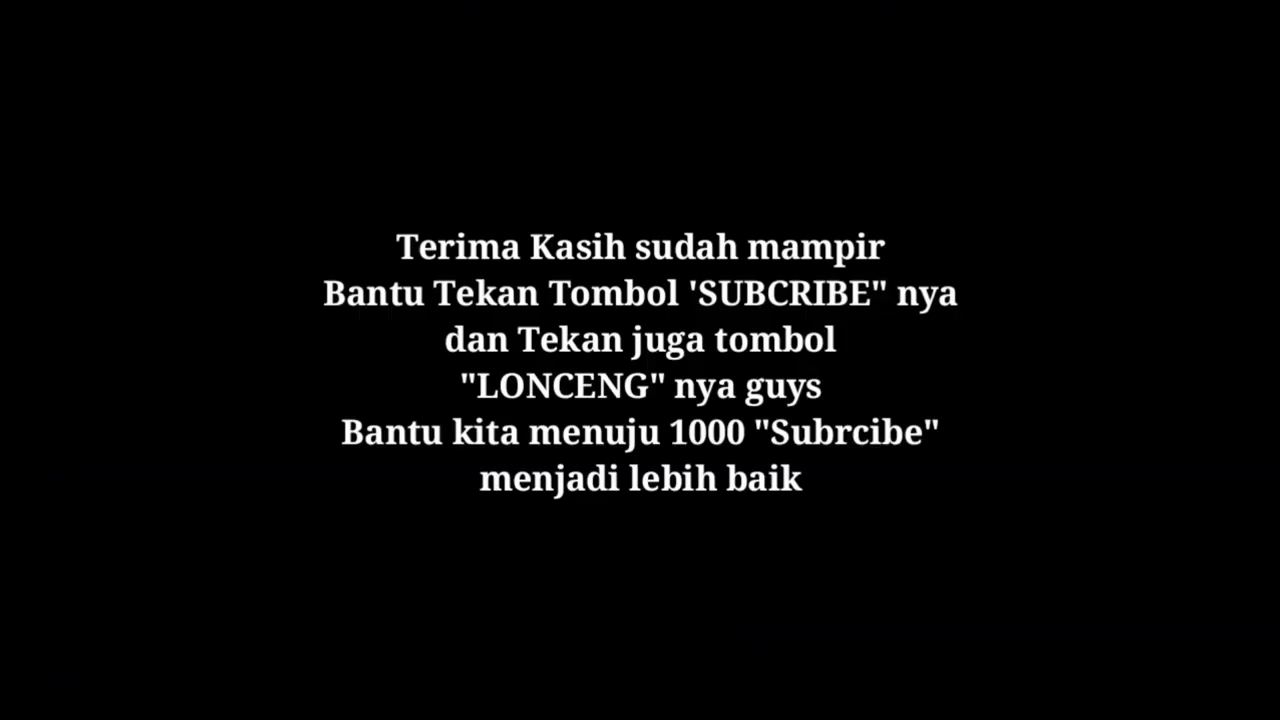 Terima Kasih sudah mampir
Bantu Tekan Tombol 'SUBCRIBE" nya
dan Tekan juga tombol
"LONCENG" nya guys
Bantu kita menuju 1000 "Subrcibe"
menjadi lebih baik